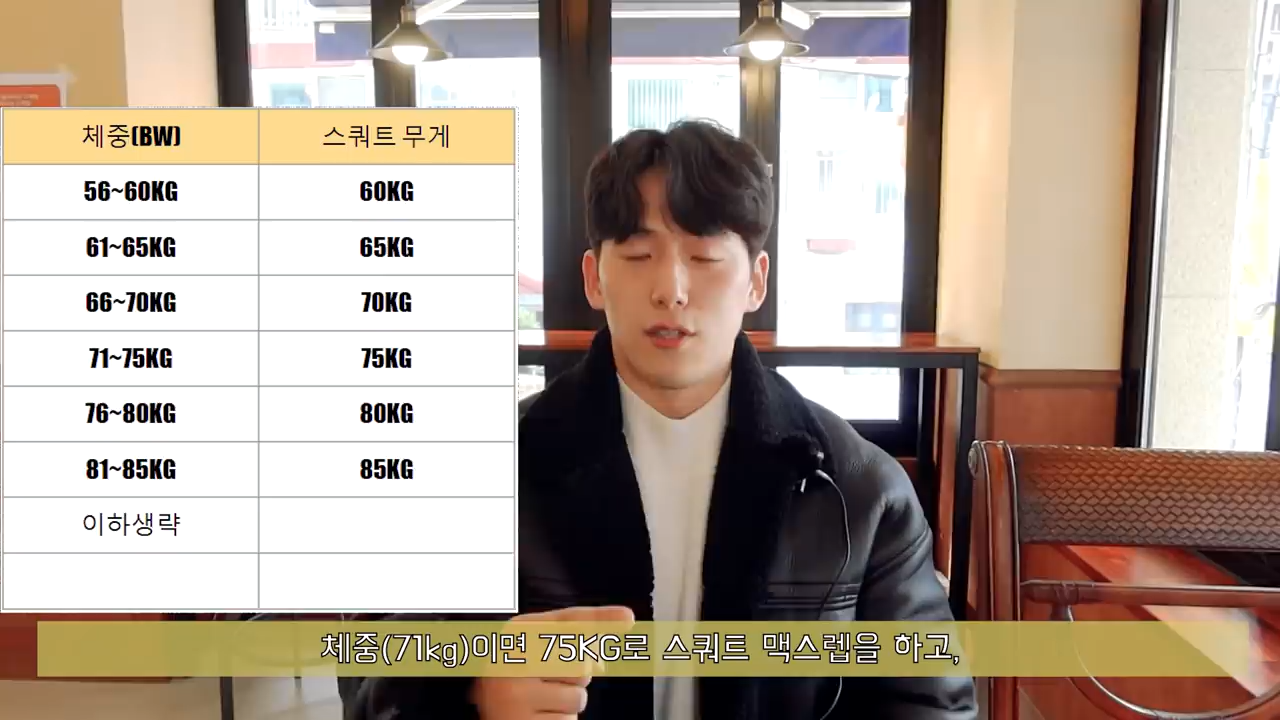 체중(BW) 스쿼트 무게
56~60KG 60KG
61~65KG 65KG
66~70KG 70KG
71~75KG 75KG
76~80KG 80KG
81~85KG 85KG
이하생략
체중(71kg)이면 75KG로 스쿼트 맥스렙을 하고,